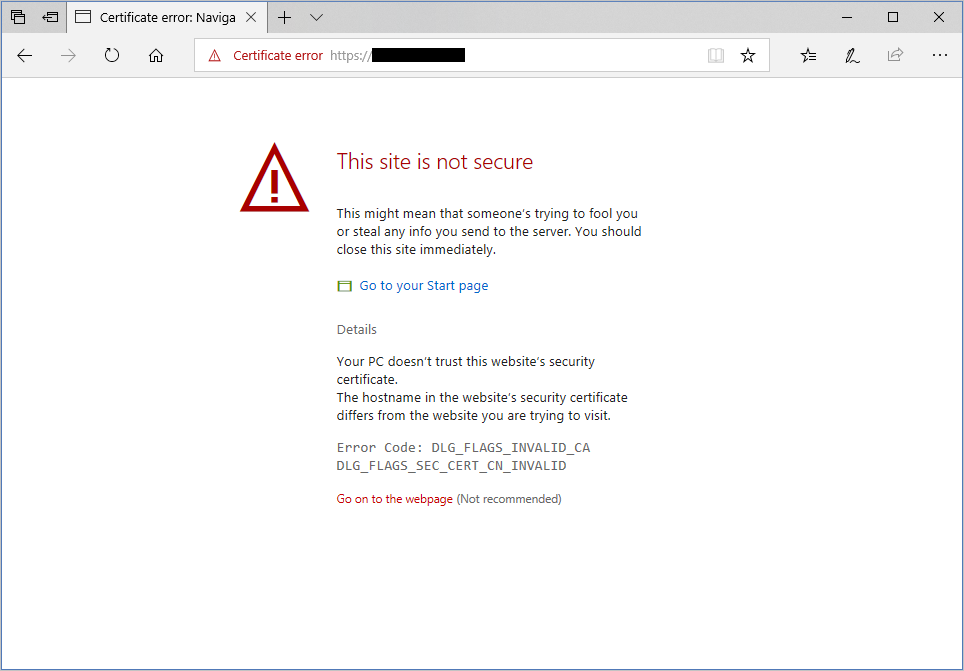 Certificate error: Naviga
Certificate error https://
This site is not secure
This might mean that someone's trying to fool you
or steal any info you send to the server. You should
close this site immediately.
Go to your Start page
Details
Your PC doesn't trust this website's security
certificate.
The hostname in the website's security certificate
differs from the website you are trying to visit.
Error Code: DLG_FLAGS_INVALID_CA
DLG_FLAGS_SEC_CERT_CN_INVALID
Go on to the webpage (Not recommended)